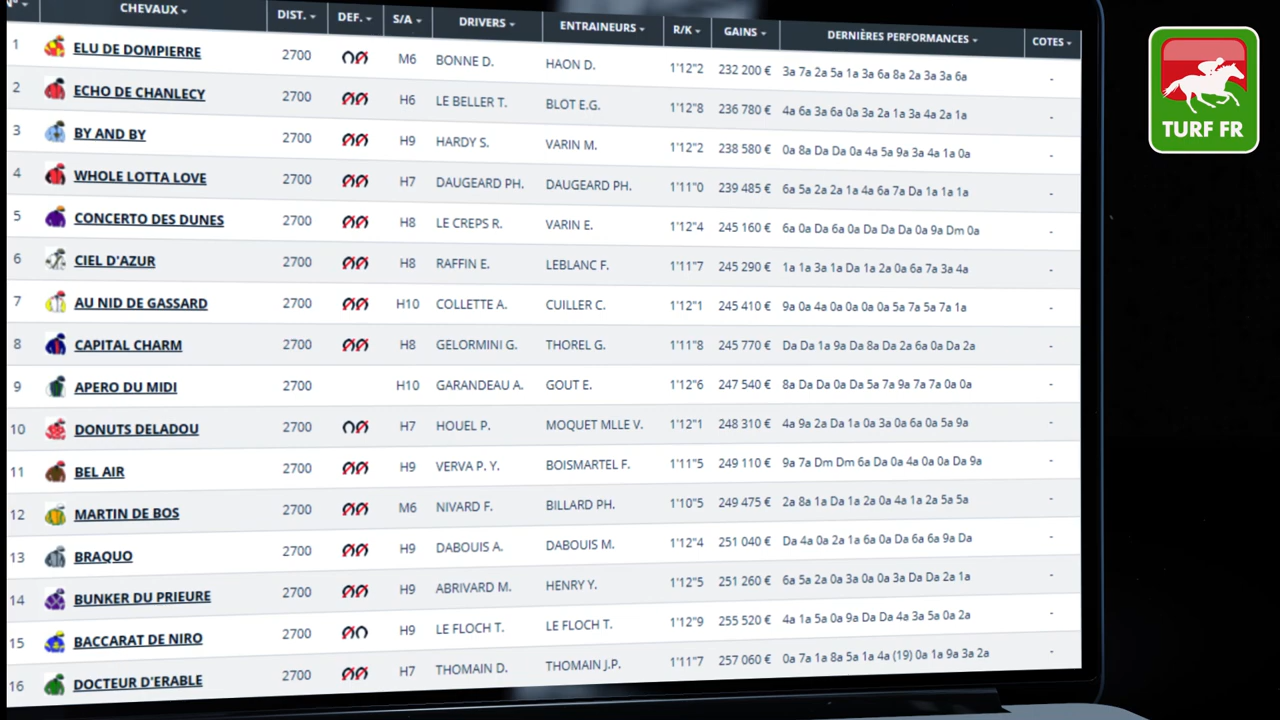 N° CHEVAUX DIST. DEF. S/A DRIVERS ENTRAINEURS R/K GAINS DERNIÈRES PERFORMANCES COTES
1 ELU DE DOMPIERRE 2700 M6 BONNE D. HAON D. 1'12"2 232 200 € 3a 7a 2a 5a 1a 3a 6a 8a 2a 3a 3a 6a -
2 ECHO DE CHANLECY 2700 H6 LE BELLER T. BLOT E.G. 1'12"8 236 780 € 4a 6a 3a 6a 0a 3a 2a 1a 3a 4a 2a 1a -
3 BY AND BY 2700 H9 HARDY S. VARIN M. 1'12"2 238 580 € 0a 8a Da Da 0a 4a 5a 9a 3a 4a 1a 0a -
4 WHOLE LOTTA LOVE 2700 H7 DAUGEARD PH. DAUGEARD PH. 1'11"0 239 485 € 6a 5a 2a 2a 1a 4a 6a 7a Da 1a 1a 1a -
5 CONCERTO DES DUNES 2700 H8 LE CREPS R. VARIN E. 1'12"4 245 160 € 6a 0a Da 6a 0a Da Da Da 0a 9a Dm 0a -
6 CIEL D'AZUR 2700 H8 RAFFIN E. LEBLANC F. 1'11"7 245 290 € 1a 1a 3a 1a Da 1a 2a 0a 6a 7a 3a 4a -
7 AU NID DE GASSARD 2700 H10 COLLETTE A. CUILLER C. 1'12"1 245 410 € 9a 0a 4a 0a 0a 0a 0a 5a 7a 5a 7a 1a -
8 CAPITAL CHARM 2700 H8 GELORMINI G. THOREL G. 1'11"8 245 770 € Da Da 1a 9a Da 8a Da 2a 6a 0a Da 2a -
9 APERO DU MIDI 2700 H10 GARANDEAU A. GOUT E. 1'12"6 247 540 € 8a Da Da 0a Da 5a 7a 9a 7a 7a 0a 0a -
10 DONUTS DELADOU 2700 H7 HOUEL P. MOQUET MLLE V. 1'12"1 248 310 € 4a 9a 2a Da 1a 0a 3a 0a 6a 0a 5a 9a -
11 BEL AIR 2700 H9 VERVA P. Y. BOISMARTEL F. 1'11"5 249 110 € 9a 7a Dm Dm 6a Da 0a 4a 0a 0a Da 9a -
12 MARTIN DE BOS 2700 M6 NIVARD F. BILLARD PH. 1'10"5 249 475 € 2a 8a 1a Da 1a 2a 0a 4a 1a 2a 5a 5a -
13 BRAQUO 2700 H9 DABOUIS A. DABOUIS M. 1'12"4 251 040 € Da 4a 0a 2a 1a 6a 0a Da 6a 6a 9a Da -
14 BUNKER DU PRIEURE 2700 H9 ABRIVARD M. HENRY Y. 1'12"5 251 260 € 6a 5a 2a 0a 3a 0a 0a 3a Da Da 2a 1a -
15 BACCARAT DE NIRO 2700 H9 LE FLOCH T. LE FLOCH T. 1'12"9 255 520 € 4a 1a 5a 0a 9a Da Da 4a 3a 5a 0a 2a -
16 DOCTEUR D'ERABLE 2700 H7 THOMAIN D. THOMAIN J.P. 1'11"7 257 060 € 0a 7a 1a 8a 5a 1a 4a (19) 0a 1a 9a 3a 2a -
TURF FR